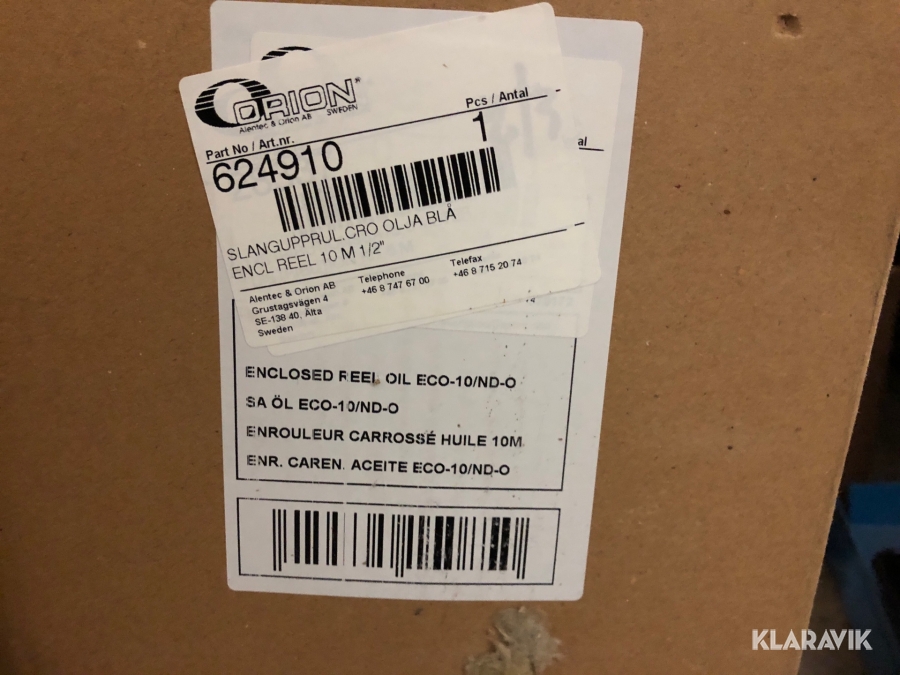 ORION
SWEDEN
Alentec & Orion AB
Pcs / Antal
1
Part No / Art.nr.
624910
al
SLANGUPPRUL.CRO OLJA BLÅ
ENCL REEL 10 M 1/2"
Alentec & Orion AB
Grustagsvägen 4
SE-138 40, Älta
Sweden
Telephone
+46 8 747 67 00
Telefax
+46 8 715 20 74
ENCLOSED REEL OIL ECO-10/ND-O
SA ÖL ECO-10/ND-O
ENROULEUR CARROSSÉ HUILE 10M
ENR. CAREN. ACEITE ECO-10/ND-O
KLARAVIK